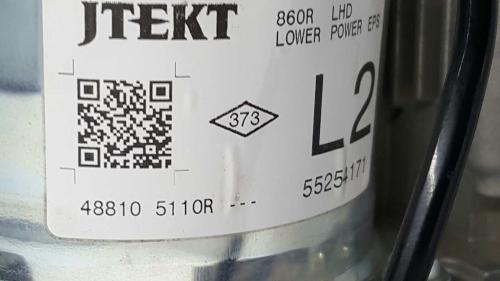 JTEKT
860R LHD
LOWER POWER EPS
373
L2
55254171
48810 5110R ---